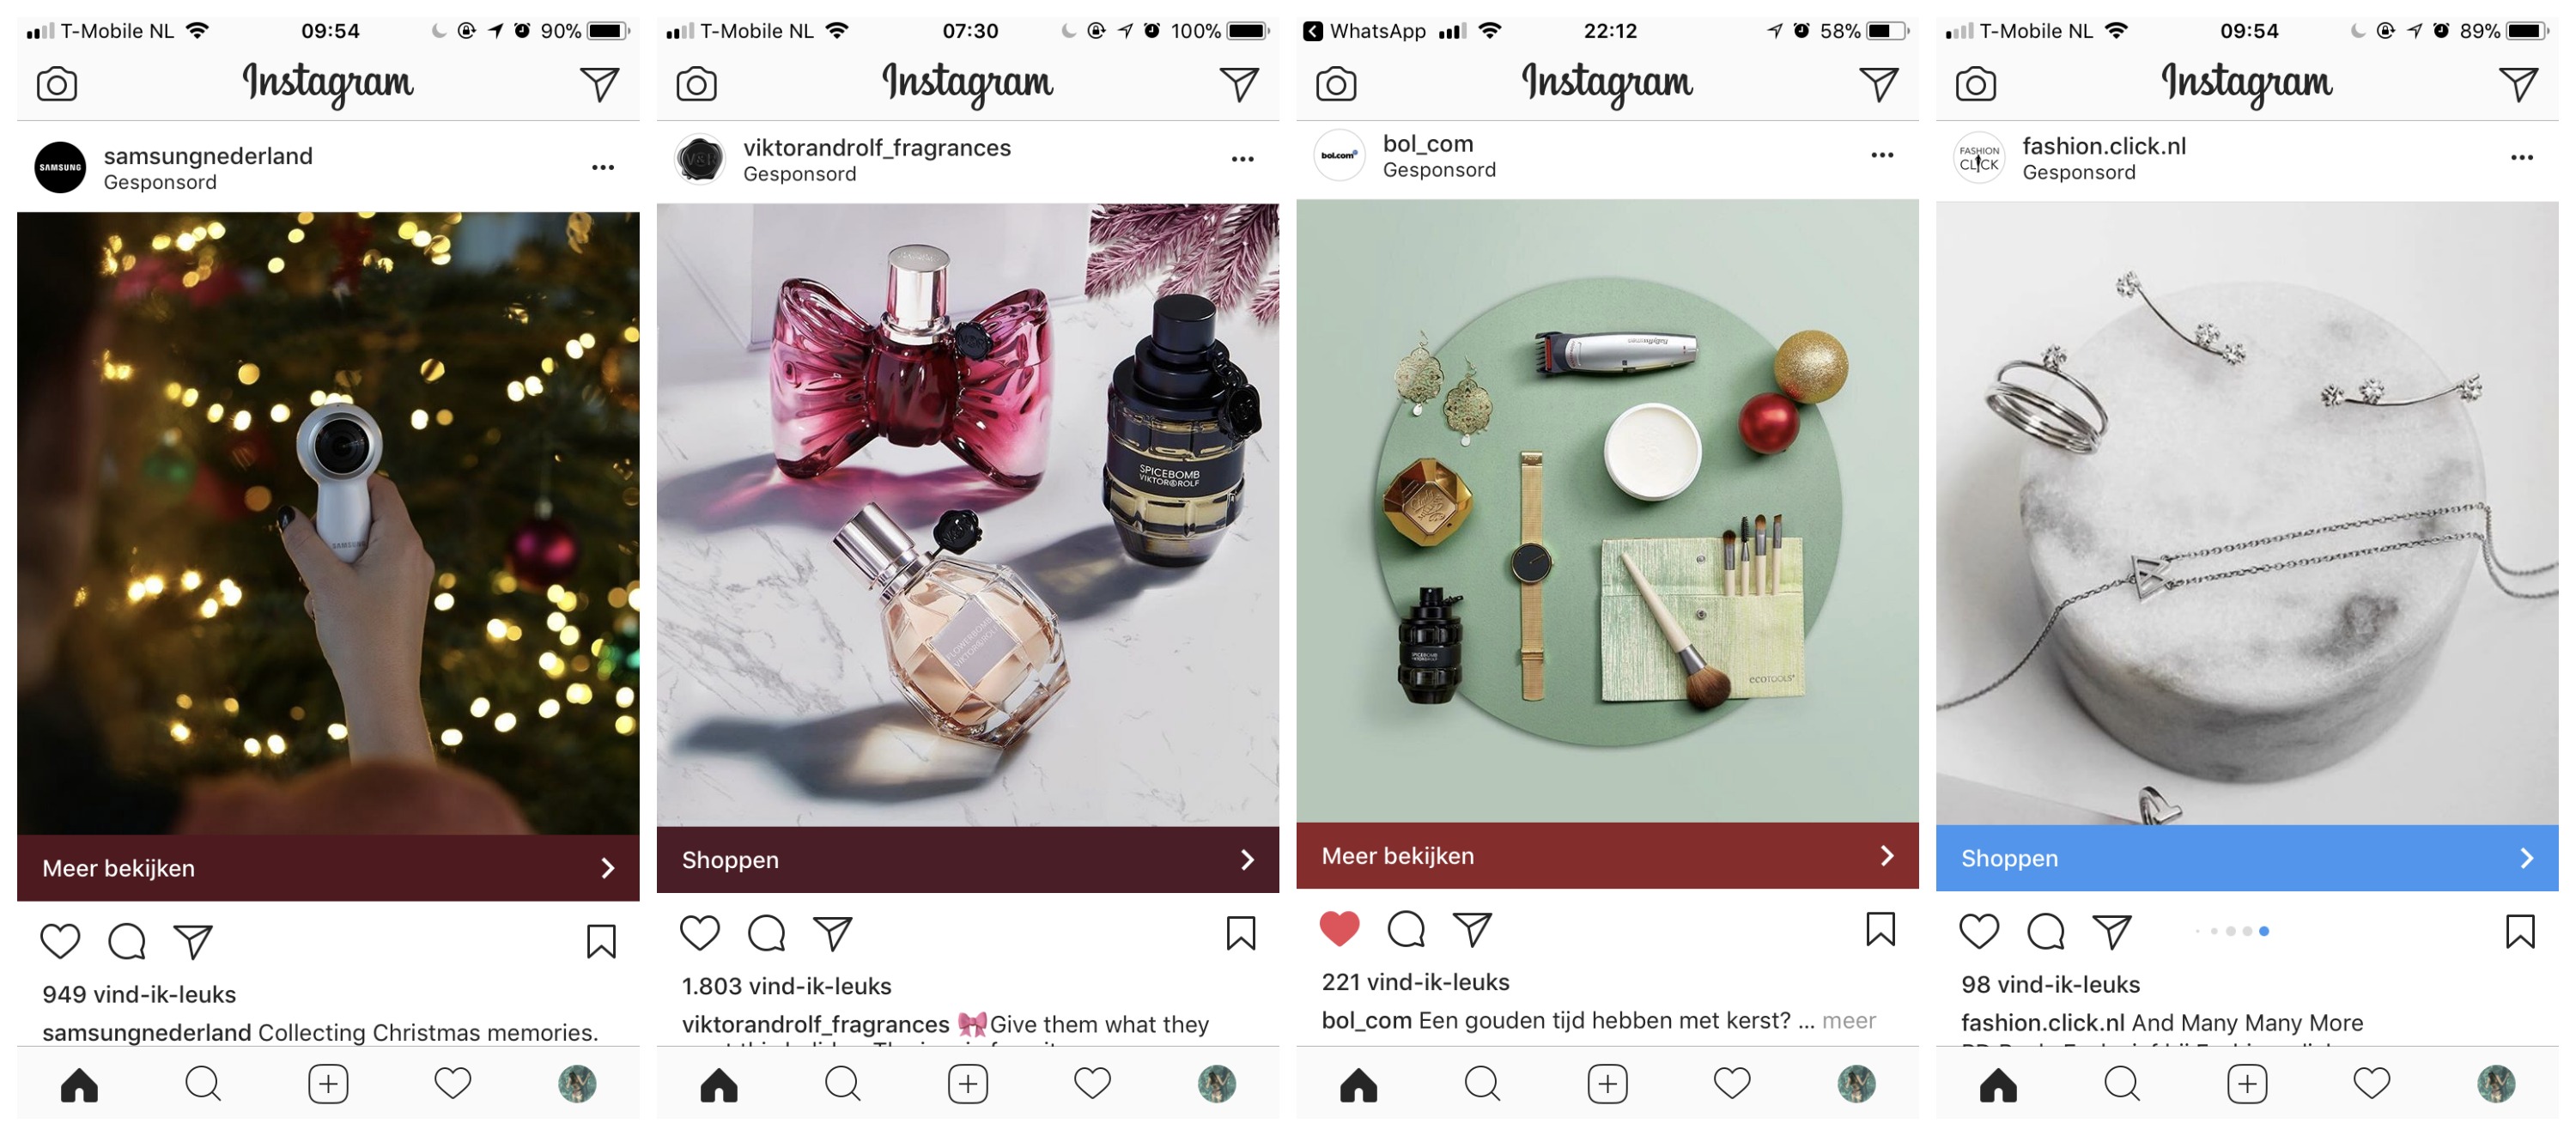 T-Mobile NL 09:54 90%
Instagram
SAMSUNG
samsungnederland
Gesponsord
SAMSUNG
Meer bekijken
949 vind-ik-leuks
samsungnederland Collecting Christmas memories.
T-Mobile NL 07:30 100%
Instagram
V&R
viktorandrolf_fragrances
Gesponsord
SPICEBOMB
VIKTOR&ROLF
FLOWERBOMB
VIKTOR&ROLF
Shoppen
1.803 vind-ik-leuks
viktorandrolf_fragrances 🎀Give them what they
WhatsApp 22:12 58%
Instagram
bol.com
bol_com
Gesponsord
SPICEBOMB
ecoTOOLS
Meer bekijken
221 vind-ik-leuks
bol_com Een gouden tijd hebben met kerst? ... meer
T-Mobile NL 09:54 89%
Instagram
FASHION
CLICK
fashion.click.nl
Gesponsord
Shoppen
98 vind-ik-leuks
fashion.click.nl And Many Many More